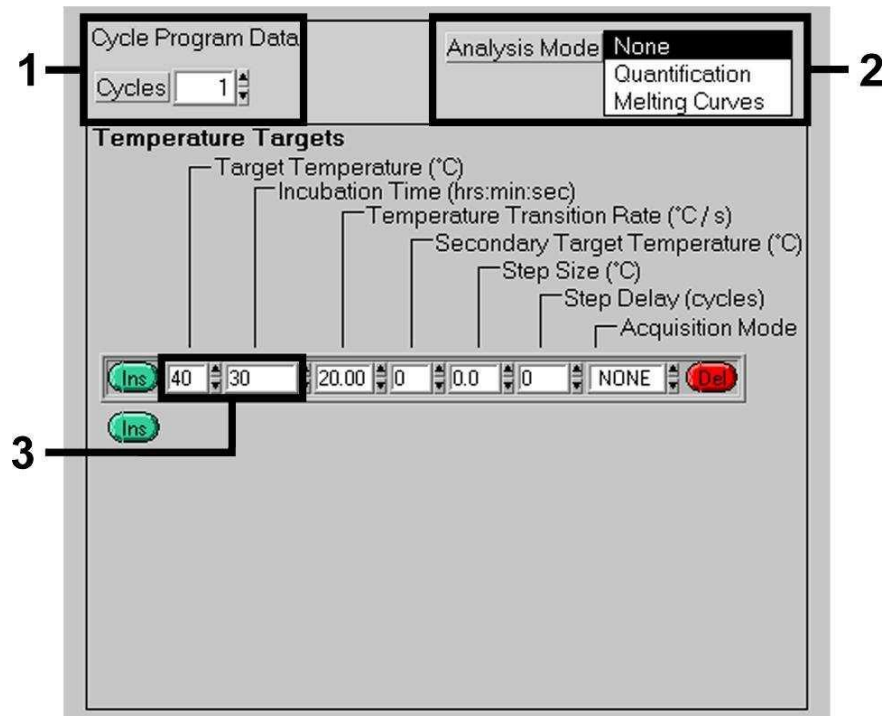 1
Cycle Program Data
Cycles 1
Analysis Mode None
Quantification
Melting Curves
2
Temperature Targets
Target Temperature (°C)
Incubation Time (hrs:min:sec)
Temperature Transition Rate (°C / s)
Secondary Target Temperature (°C)
Step Size (°C)
Step Delay (cycles)
Acquisition Mode
Ins 40 30 20.00 0 0.0 0 NONE Del
Ins
3